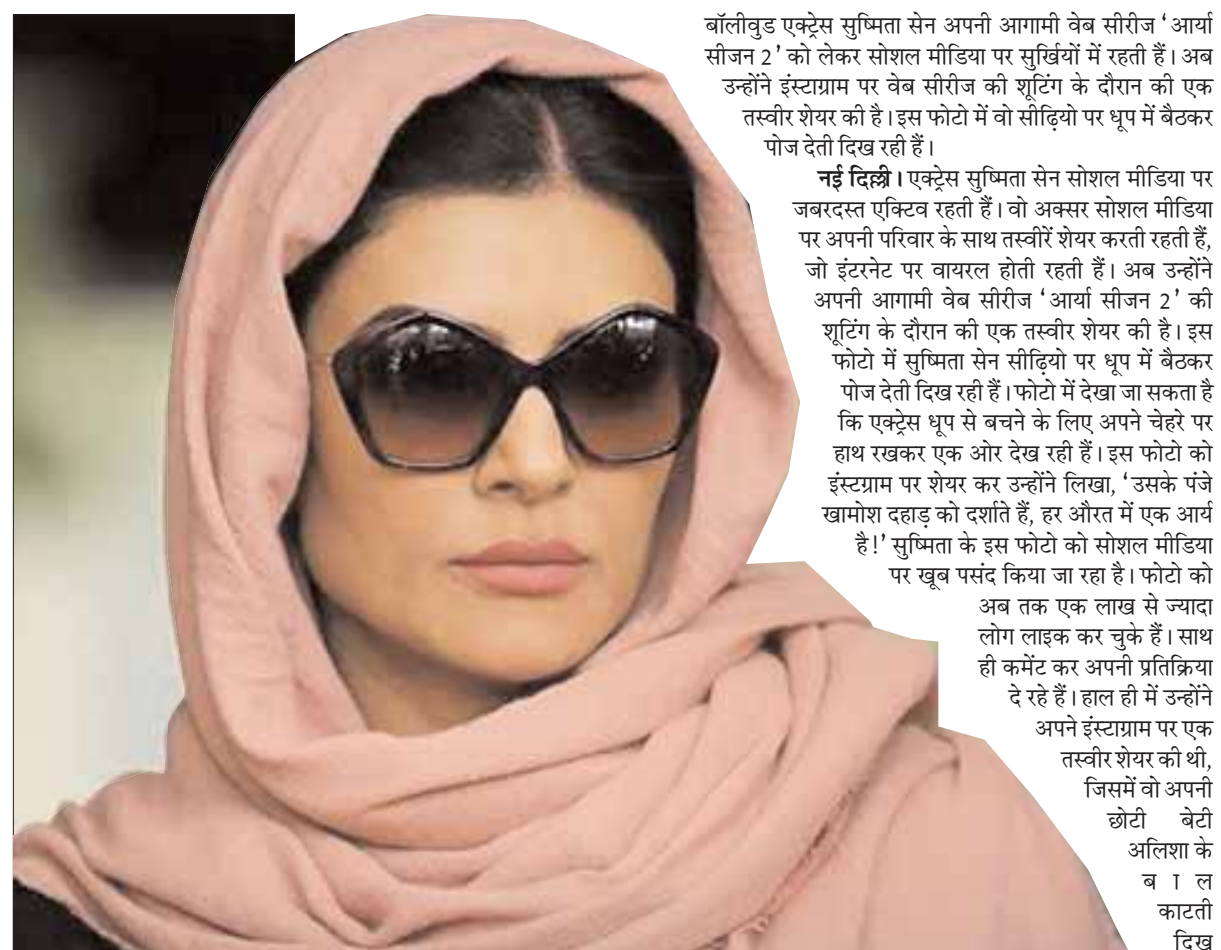 बॉलीवुड एक्ट्रेस सुष्मिता सेन अपनी आगामी वेब सीरीज ‘आर्या
सीजन 2’ को लेकर सोशल मीडिया पर सुर्खियों में रहती हैं। अब
उन्होंने इंस्टाग्राम पर वेब सीरीज की शूटिंग के दौरान की एक
तस्वीर शेयर की है। इस फोटो में वो सीढ़ियो पर धूप में बैठकर
पोज देती दिख रही हैं।
नई दिल्ली। एक्ट्रेस सुष्मिता सेन सोशल मीडिया पर
जबरदस्त एक्टिव रहती हैं। वो अक्सर सोशल मीडिया
पर अपनी परिवार के साथ तस्वीरें शेयर करती रहती हैं,
जो इंटरनेट पर वायरल होती रहती हैं। अब उन्होंने
अपनी आगामी वेब सीरीज ‘आर्या सीजन 2’ की
शूटिंग के दौरान की एक तस्वीर शेयर की है। इस
फोटो में सुष्मिता सेन सीढ़ियो पर धूप में बैठकर
पोज देती दिख रही हैं। फोटो में देखा जा सकता है
कि एक्ट्रेस धूप से बचने के लिए अपने चेहरे पर
हाथ रखकर एक ओर देख रही हैं। इस फोटो को
इंस्टग्राम पर शेयर कर उन्होंने लिखा, ‘उसके पंजे
खामोश दहाड़ को दर्शाते हैं, हर औरत में एक आर्य
है!’ सुष्मिता के इस फोटो को सोशल मीडिया
पर खूब पसंद किया जा रहा है। फोटो को
अब तक एक लाख से ज्यादा
लोग लाइक कर चुके हैं। साथ
ही कमेंट कर अपनी प्रतिक्रिया
दे रहे हैं। हाल ही में उन्होंने
अपने इंस्टाग्राम पर एक
तस्वीर शेयर की थी,
जिसमें वो अपनी
छोटी बेटी
अलिशा के
ब ा ल
काटती
दिख